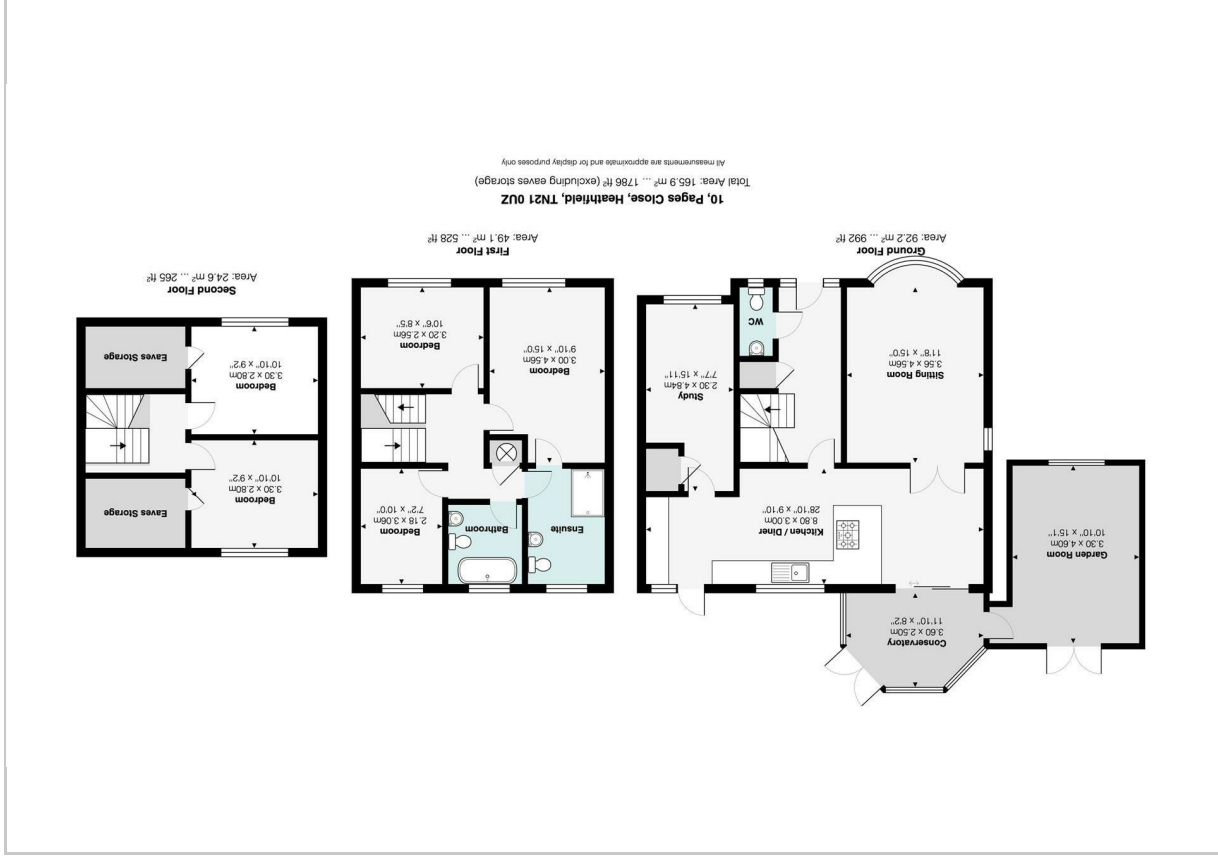 Conservatory
3.60 x 2.50m
11'10" x 8'2"
Garden Room
3.30 x 4.60m
10'10" x 15'1"
Kitchen / Diner
8.80 x 3.00m
28'10" x 9'10"
Sitting Room
3.56 x 4.56m
11'8" x 15'0"
Study
2.30 x 4.84m
7'7" x 15'11"
WC
Ground Floor
Area: 92.2 m² ... 992 ft²
Ensuite
Bathroom
Bedroom
2.18 x 3.06m
7'2" x 10'0"
Bedroom
3.00 x 4.56m
9'10" x 15'0"
Bedroom
3.20 x 2.56m
10'6" x 8'5"
First Floor
Area: 49.1 m² ... 528 ft²
Bedroom
3.30 x 2.80m
10'10" x 9'2"
Eaves Storage
Bedroom
3.30 x 2.80m
10'10" x 9'2"
Eaves Storage
Second Floor
Area: 24.6 m² ... 265 ft²
10, Pages Close, Heathfield, TN21 0UZ
Total Area: 165.9 m² ... 1786 ft² (excluding eaves storage)
All measurements are approximate and for display purposes only